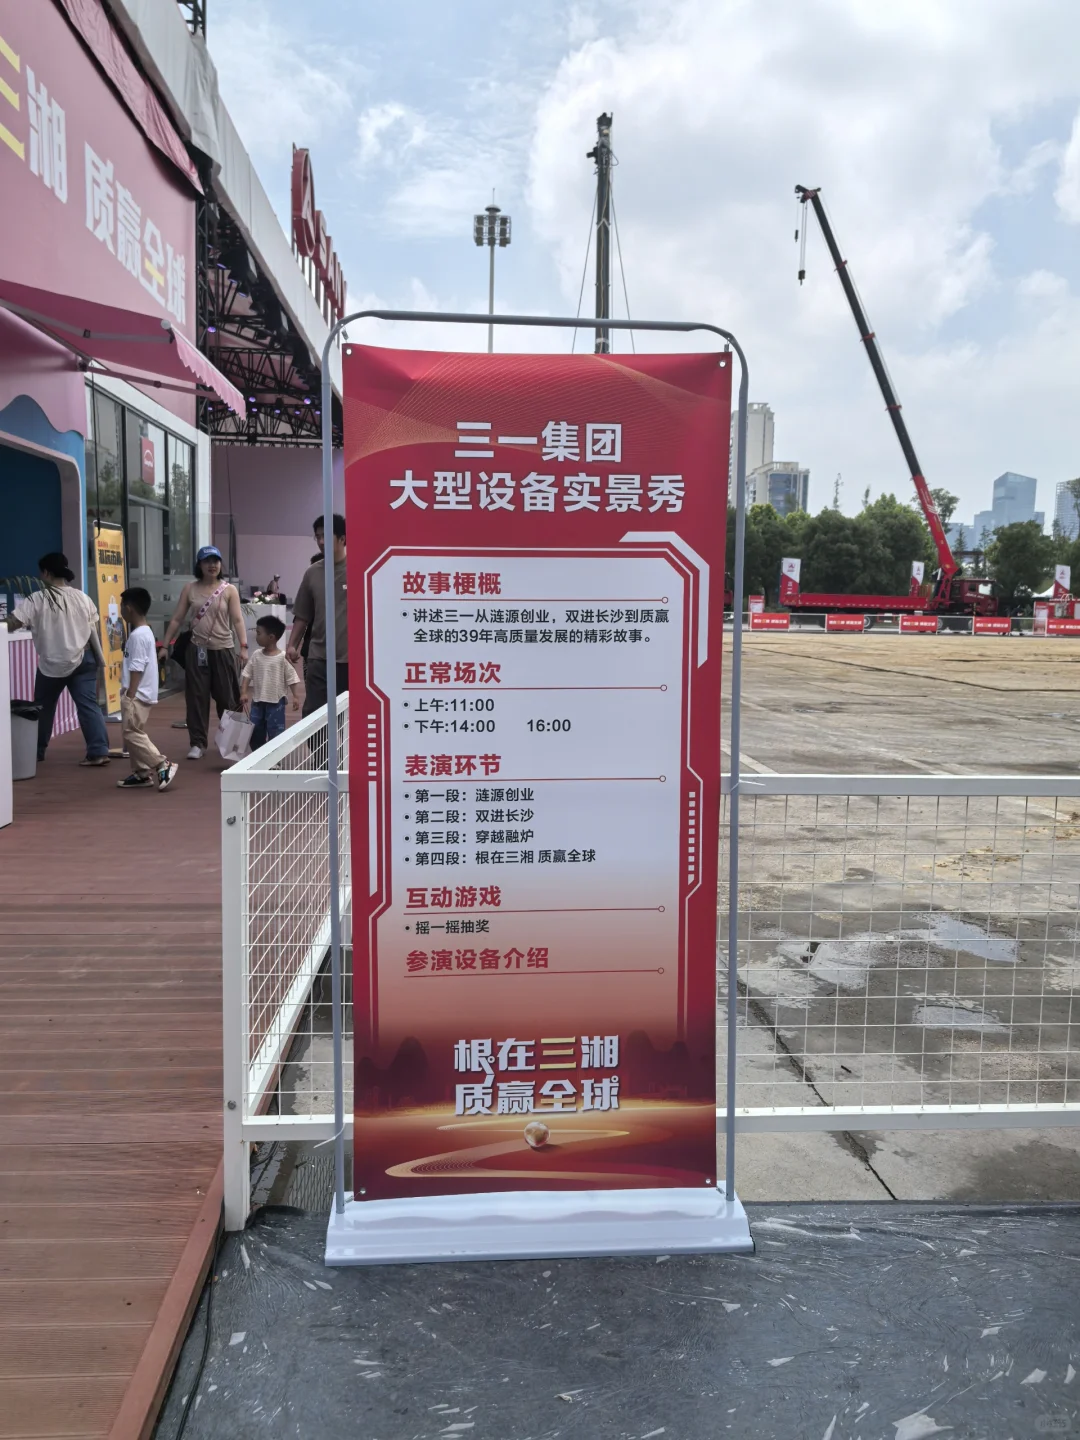 三湘
质赢全球
三一集团
大型设备实景秀
故事梗概
• 讲述三一从涟源创业，双进长沙到质赢
全球的39年高质量发展的精彩故事。
正常场次
• 上午:11:00
• 下午:14:00 16:00
表演环节
• 第一段：涟源创业
• 第二段：双进长沙
• 第三段：穿越融炉
• 第四段：根在三湘 质赢全球
互动游戏
• 摇一摇抽奖
参演设备介绍
根在三湘
质赢全球